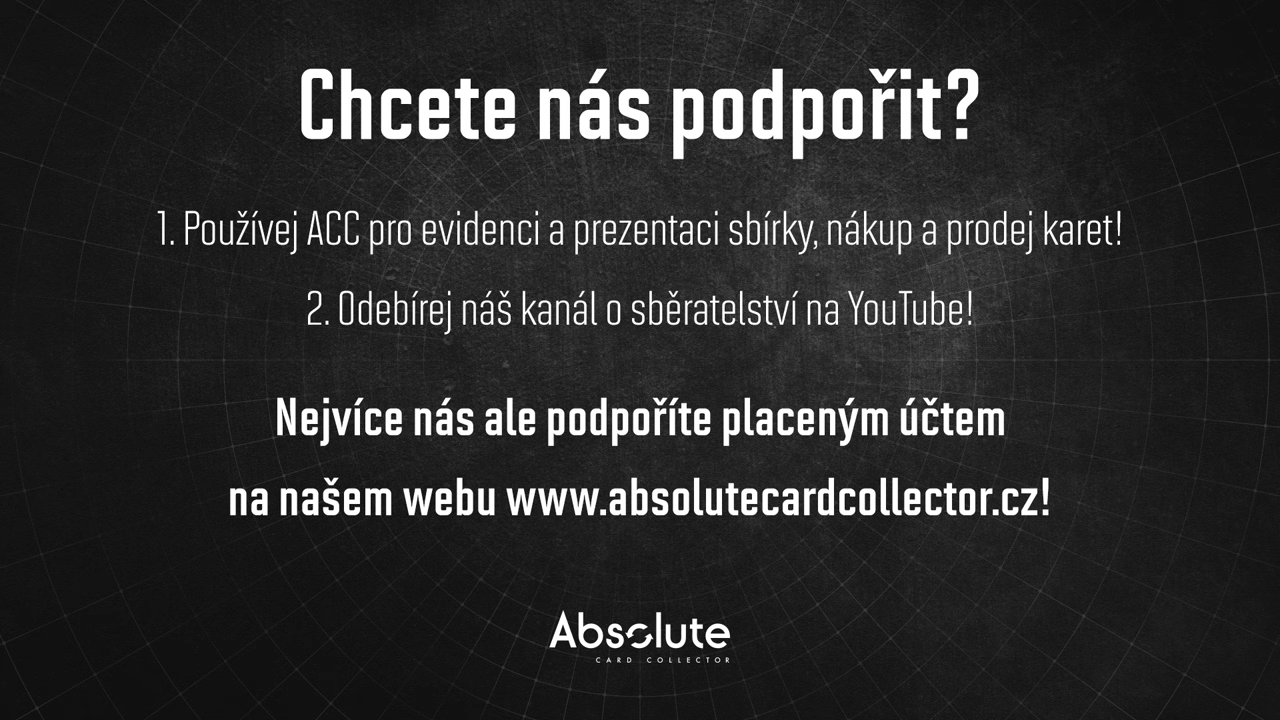 Chcete nás podpořit?
1. Používej ACC pro evidenci a prezentaci sbírky, nákup a prodej karet!
2. Odebírej náš kanál o sběratelství na YouTube!
Nejvíce nás ale podpoříte placeným účtem
na našem webu www.absolutecardcollector.cz!
Absolute
CARD COLLECTOR